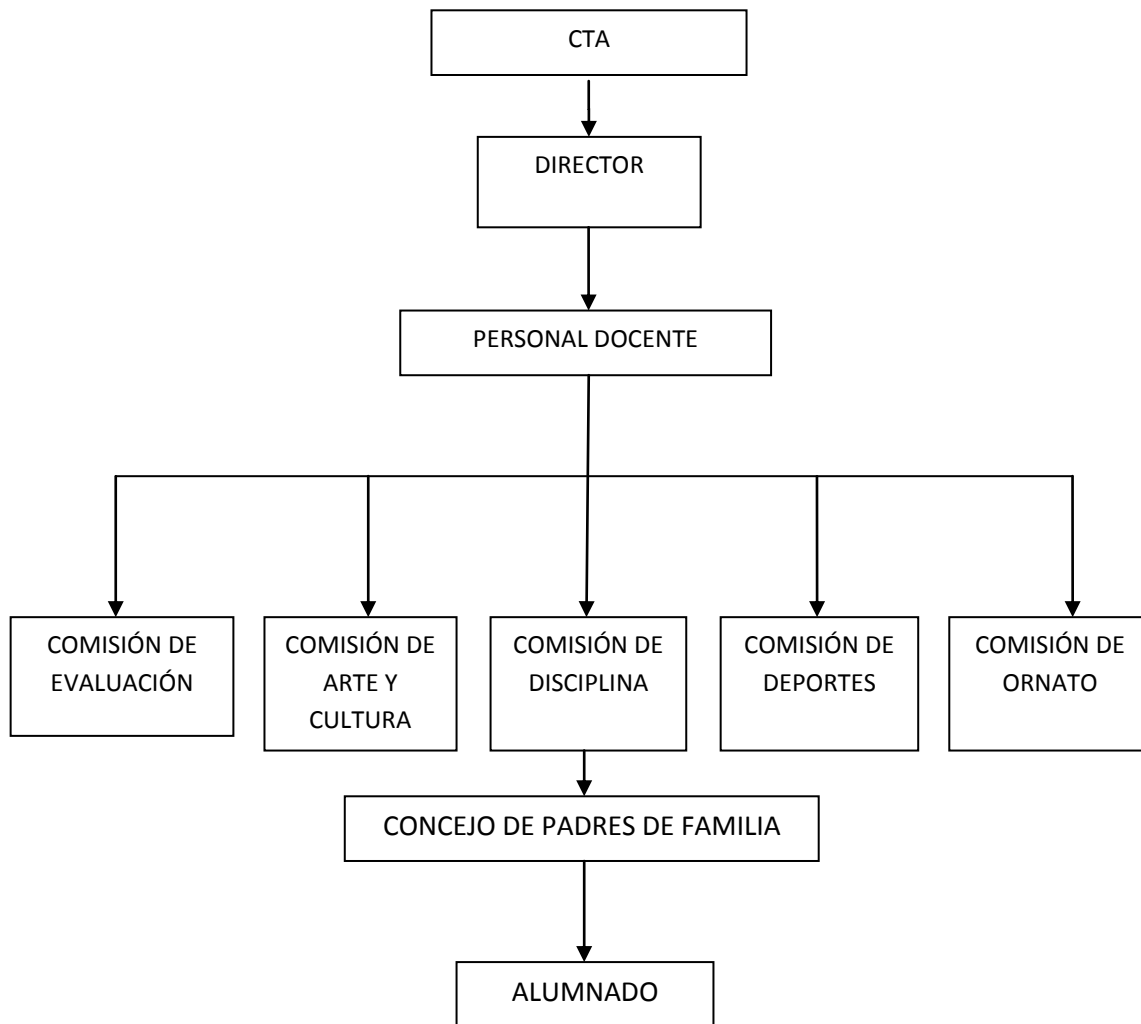 CTA
DIRECTOR
PERSONAL DOCENTE
COMISIÓN DE
EVALUACIÓN
COMISIÓN DE
ARTE Y
CULTURA
COMISIÓN DE
DISCIPLINA
COMISIÓN DE
DEPORTES
COMISIÓN DE
ORNATO
CONCEJO DE PADRES DE FAMILIA
ALUMNADO